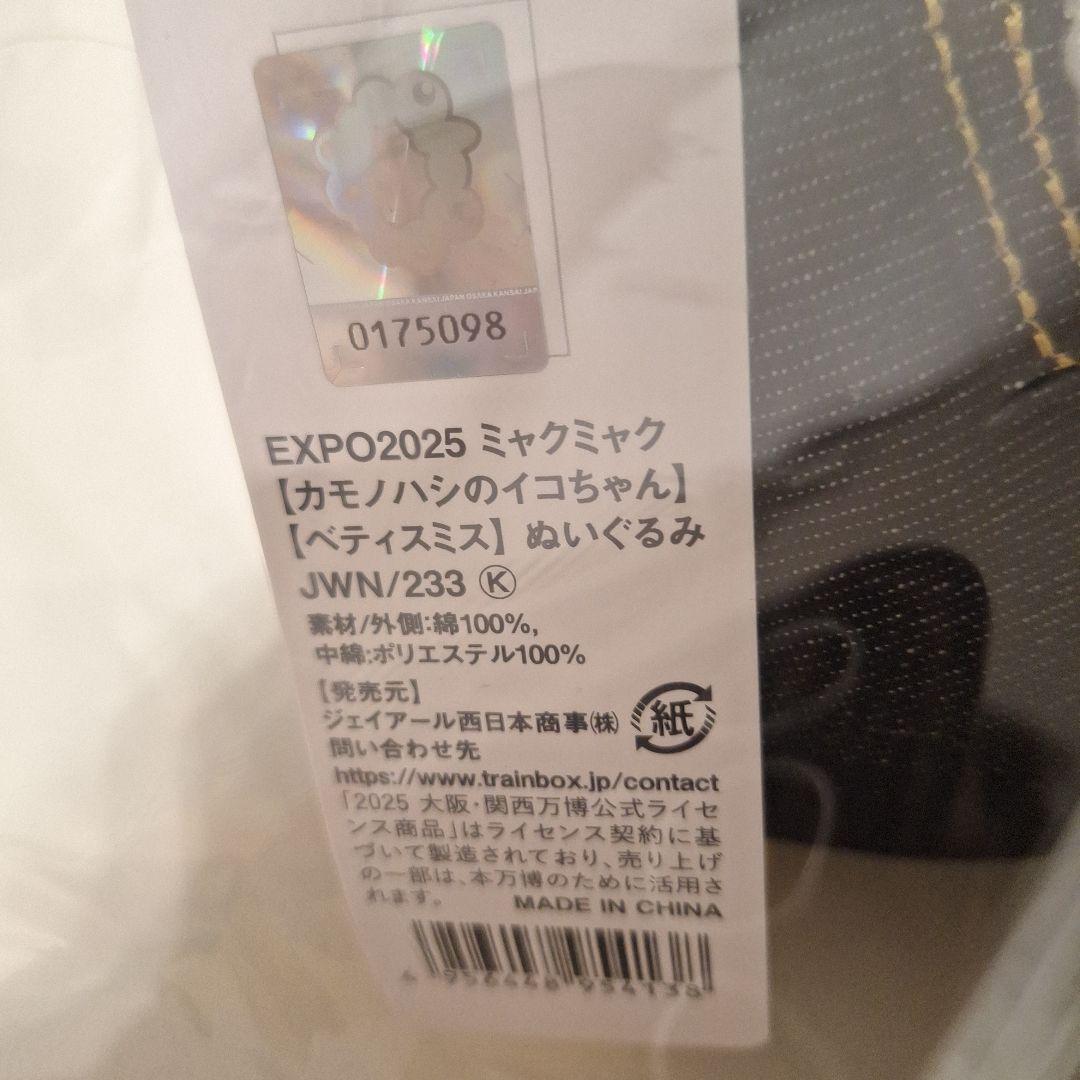 OSAKA KANSAI, JAPAN OSAKA KANSAI, JAP
0175098
EXPO2025 ミャクミャク
【カモノハシのイコちゃん】
【ベティスミス】ぬいぐるみ
JWN/233 Ⓚ
素材/外側:綿100%,
中綿:ポリエステル100%
【発売元】
ジェイアール西日本商事㈱
紙
問い合わせ先
https://www.trainbox.jp/contact
「2025 大阪・関西万博公式ライセ
ンス商品」はライセンス契約に基
づいて製造されており、売り上げ
の一部は、本万博のために活用さ
れます。 MADE IN CHINA